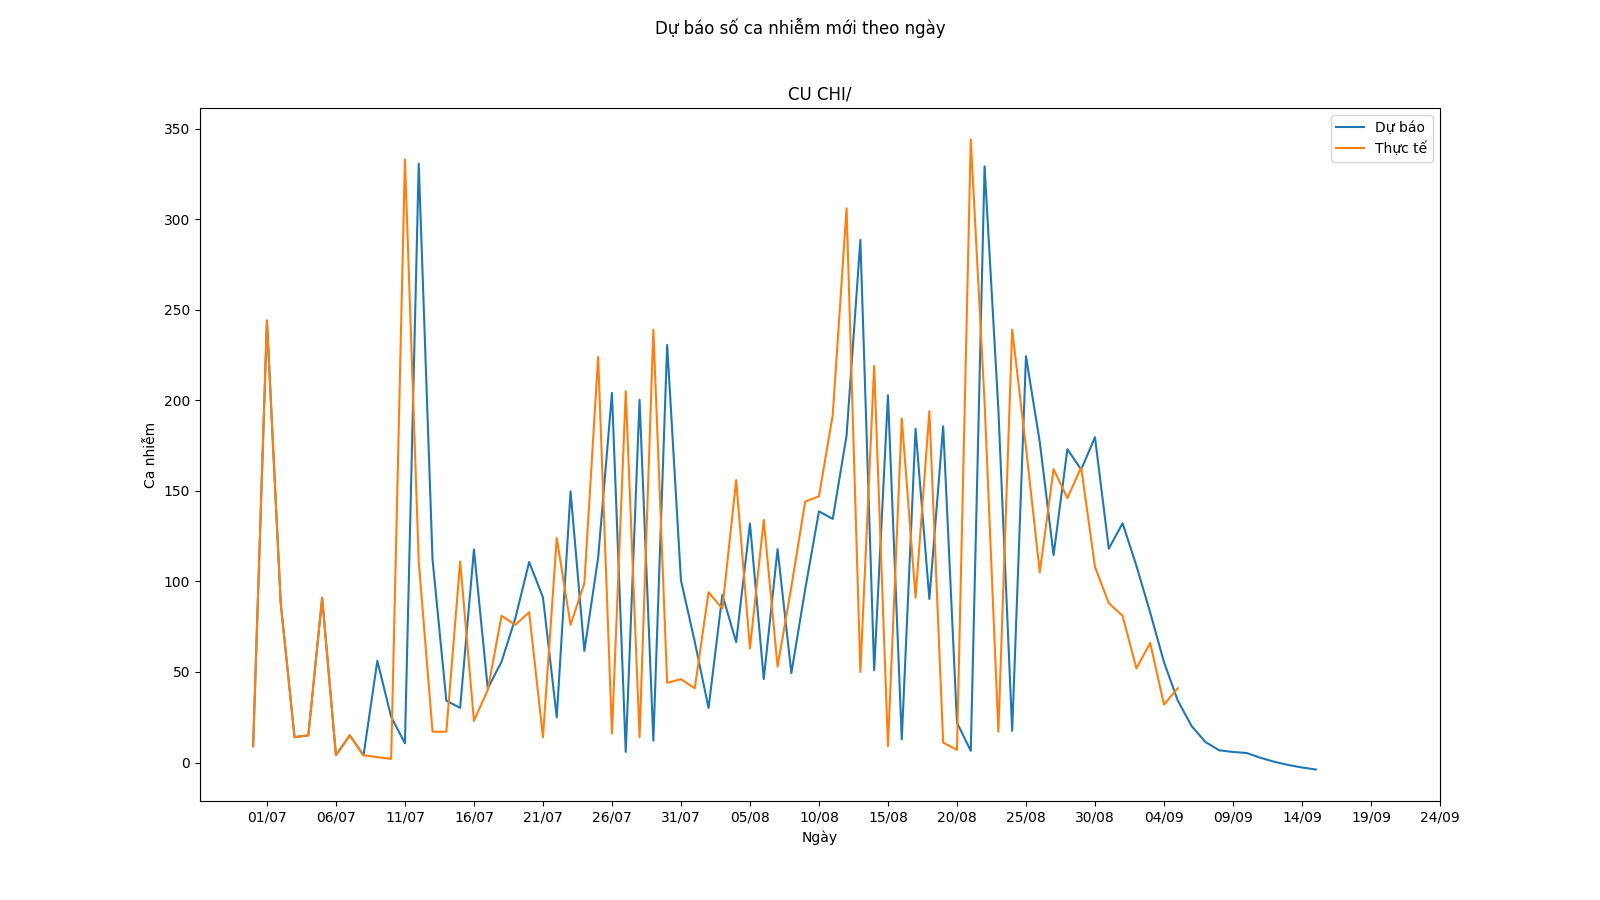 Dự báo số ca nhiễm mới theo ngày
CU CHI/
Dự báo
Thực tế
350
300
250
200
150
100
50
0
Ca nhiễm
01/07 06/07 11/07 16/07 21/07 26/07 31/07 05/08 10/08 15/08 20/08 25/08 30/08 04/09 09/09 14/09 19/09 24/09
Ngày